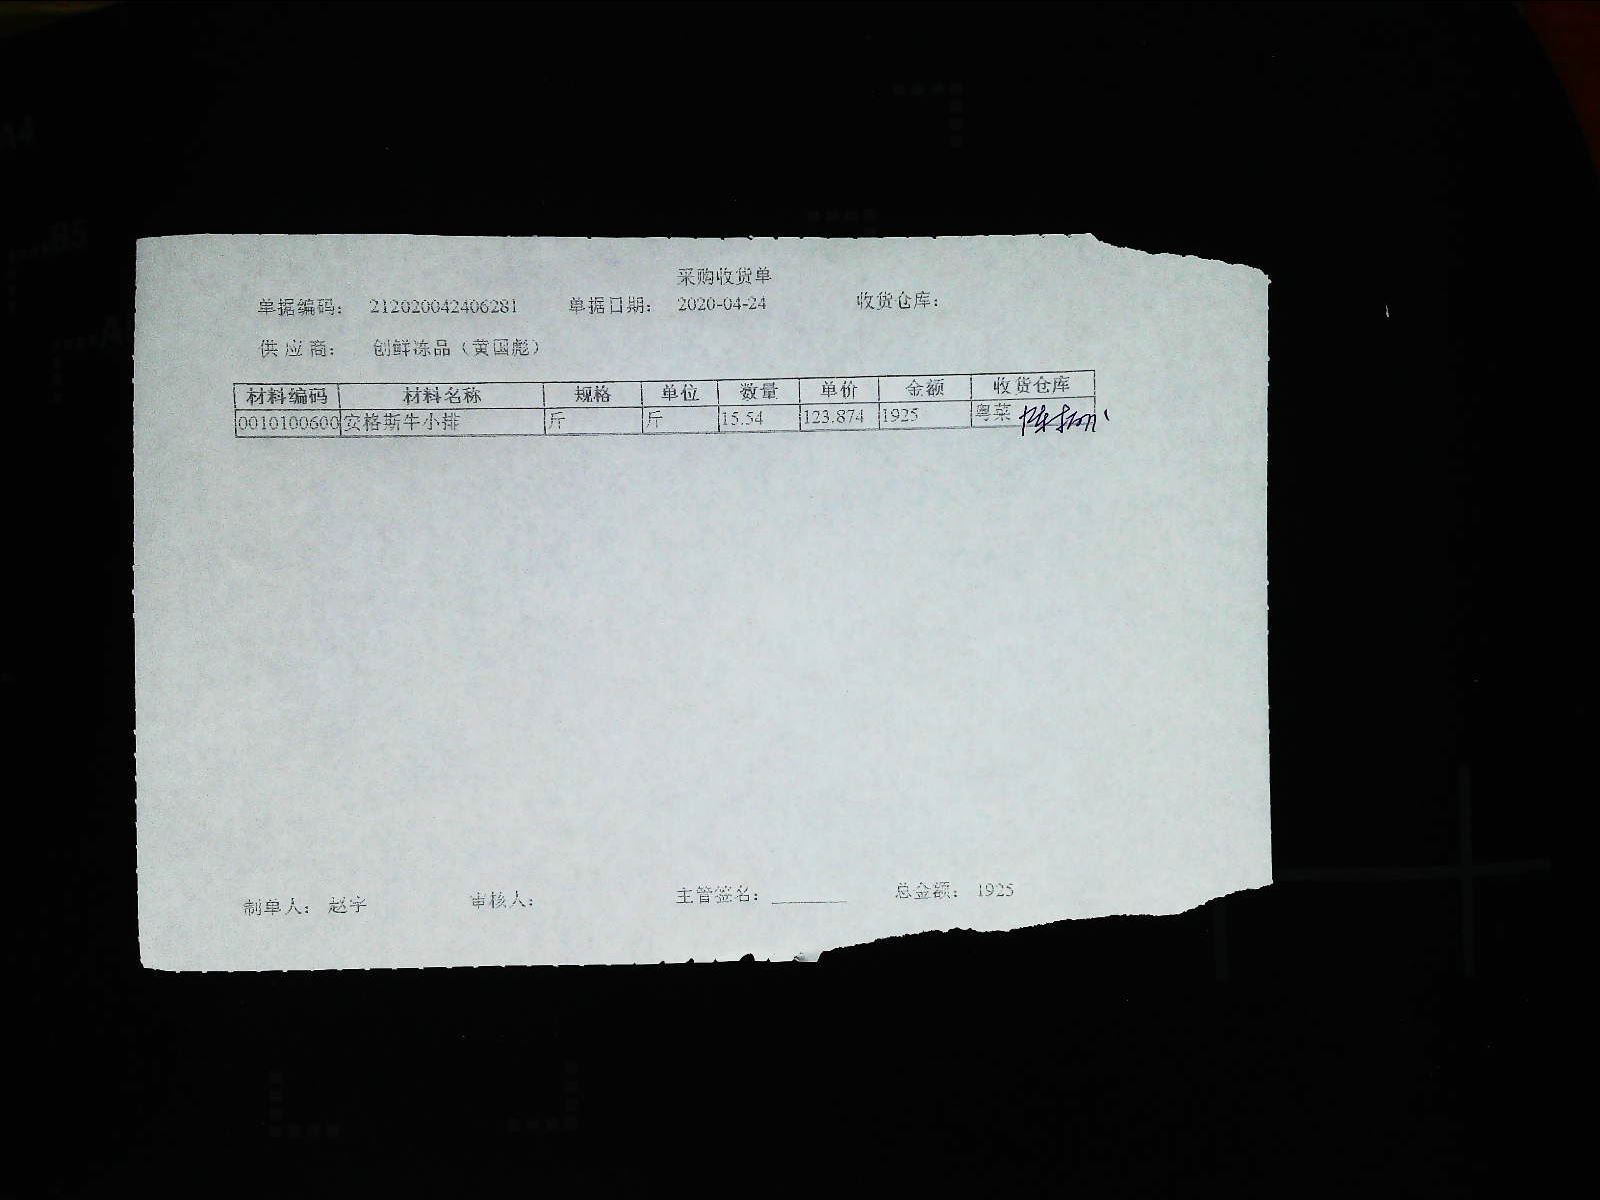 采购收货单
单据编码： 212020042406281 单据日期： 2020-04-24 收货仓库：
供 应 商： 创鲜冻品（黄国彪）
材料编码 材料名称 规格 单位 数量 单价 金额 收货仓库
0010100600 安格斯牛小排 斤 斤 15.54 123.874 1925 粤菜
制单人： 赵宇 审核人： 主管签名： 总金额： 1925